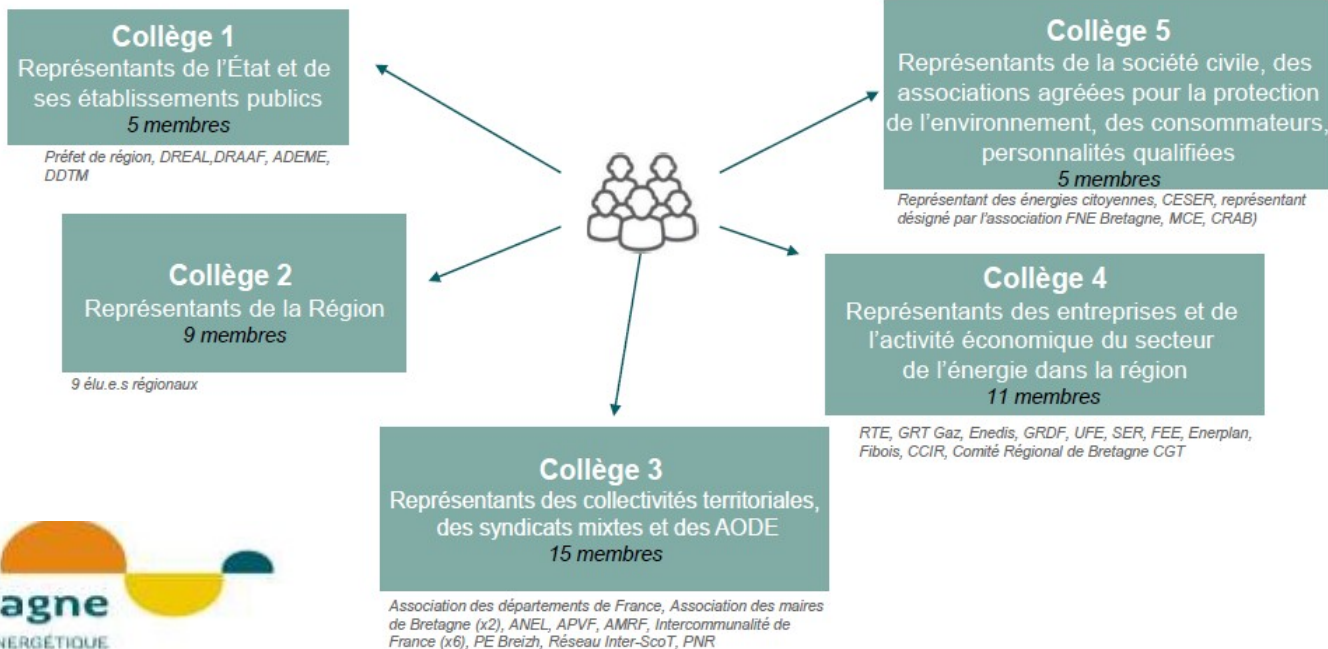 Collège 1
Représentants de l'État et de
ses établissements publics
5 membres
Préfet de région, DREAL,DRAAF, ADEME,
DDTM
Collège 2
Représentants de la Région
9 membres
9 élu.e.s régionaux
Collège 3
Représentants des collectivités territoriales,
des syndicats mixtes et des AODE
15 membres
Association des départements de France, Association des maires
de Bretagne (x2), ANEL, APVF, AMRF, Intercommunalité de
France (x6), PE Breizh, Réseau Inter-ScoT, PNR
Collège 4
Représentants des entreprises et de
l'activité économique du secteur
de l'énergie dans la région
11 membres
RTE, GRT Gaz, Enedis, GRDF, UFE, SER, FEE, Enerplan,
Fibois, CCIR, Comité Régional de Bretagne CGT
Collège 5
Représentants de la société civile, des
associations agréées pour la protection
de l'environnement, des consommateurs,
personnalités qualifiées
5 membres
Représentant des énergies citoyennes, CESER, représentant
désigné par l'association FNE Bretagne, MCE, CRAB)
agne
NERGÉTIQUE